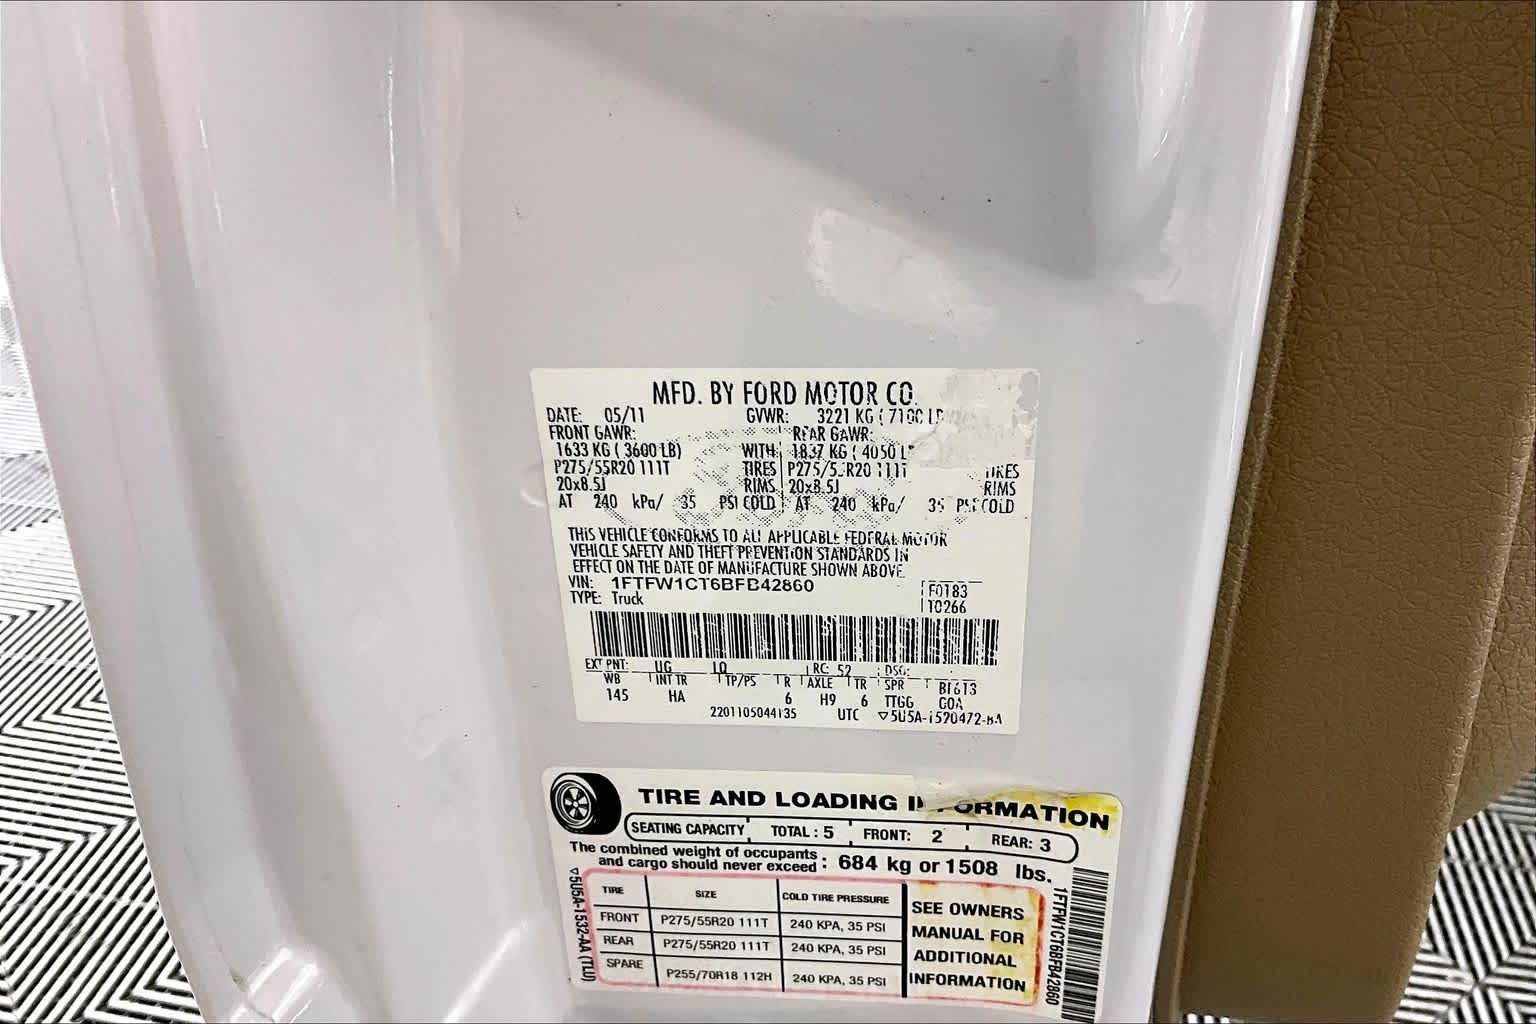 MFD. BY FORD MOTOR CO.
DATE: 05/11 GVWR: 3221 KG ( 7100 LB
FRONT GAWR: REAR GAWR:
1633 KG ( 3600 LB) WITH 1837 KG ( 4050 L
P275/55R20 111T TIRES P275/55R20 111T TIRES
20x8.5J RIMS 20x8.5J RIMS
AT 240 kPa/ 35 PSI COLD AT 240 kPa/ 35 PSI COLD
THIS VEHICLE CONFORMS TO ALL APPLICABLE FEDERAL MOTOR
VEHICLE SAFETY AND THEFT PREVENTION STANDARDS IN
EFFECT ON THE DATE OF MANUFACTURE SHOWN ABOVE.
VIN: 1FTFW1CT6BFB42860
TYPE: Truck
F0183
T0266
EXT PNT: UG LQ RC: 52 DSO:
WB INT TR TP/PS R AXLE TR SPR
145 HA 6 H9 6 TTGG
2201105044135 UTC ▽5U5A-1520472-BA
TIRE AND LOADING INFORMATION
SEATING CAPACITY TOTAL : 5 FRONT: 2 REAR: 3
The combined weight of occupants
and cargo should never exceed : 684 kg or 1508 lbs.
TIRE SIZE COLD TIRE PRESSURE
FRONT P275/55R20 111T 240 KPA, 35 PSI
REAR P275/55R20 111T 240 KPA, 35 PSI
SPARE P255/70R18 112H 240 KPA, 35 PSI
SEE OWNERS
MANUAL FOR
ADDITIONAL
INFORMATION
▽5U5A-1532-AA (TLU)
1FTFW1CT6BFB42860